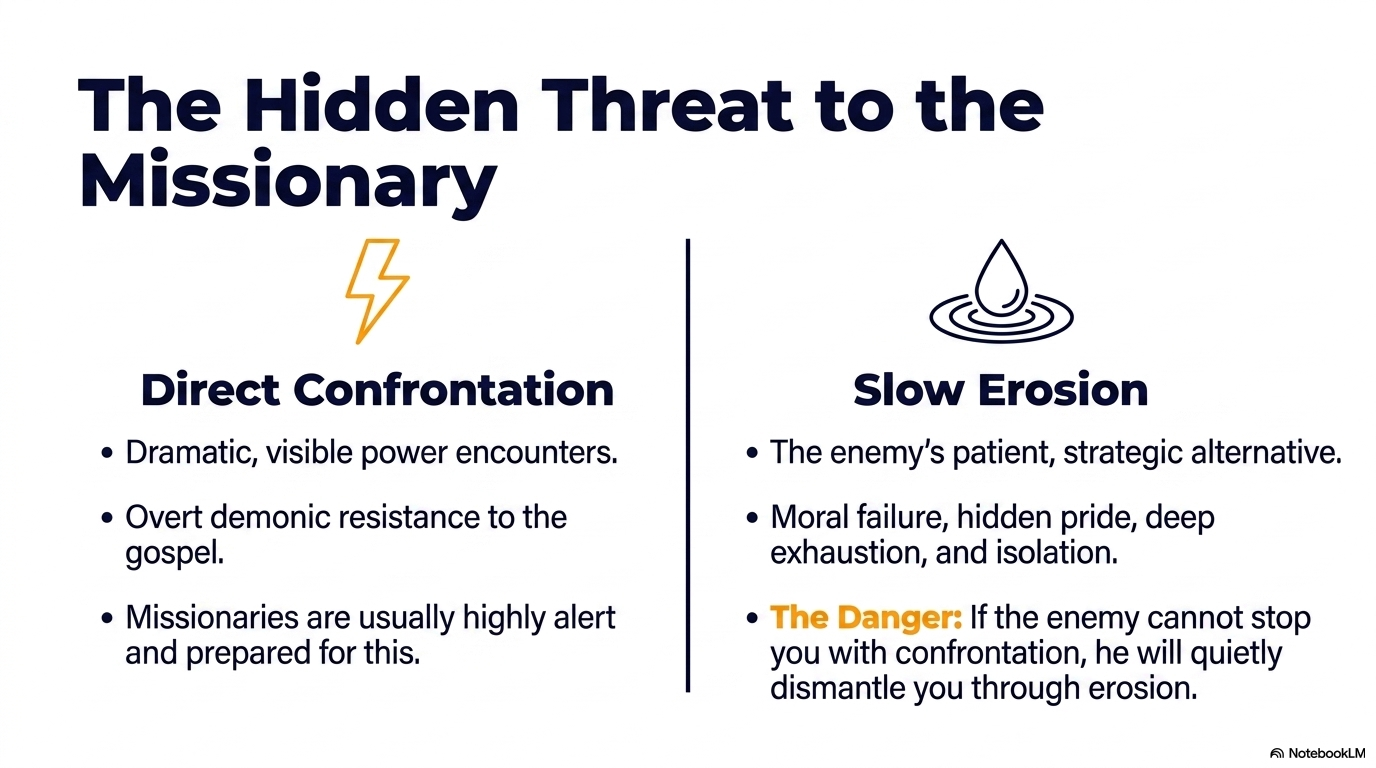 The Hidden Threat to the
Missionary
Direct Confrontation
• Dramatic, visible power encounters.
• Overt demonic resistance to the
gospel.
• Missionaries are usually highly alert
and prepared for this.
Slow Erosion
• The enemy’s patient, strategic alternative.
• Moral failure, hidden pride, deep
exhaustion, and isolation.
• The Danger: If the enemy cannot stop
you with confrontation, he will quietly
dismantle you through erosion.
NotebookLM